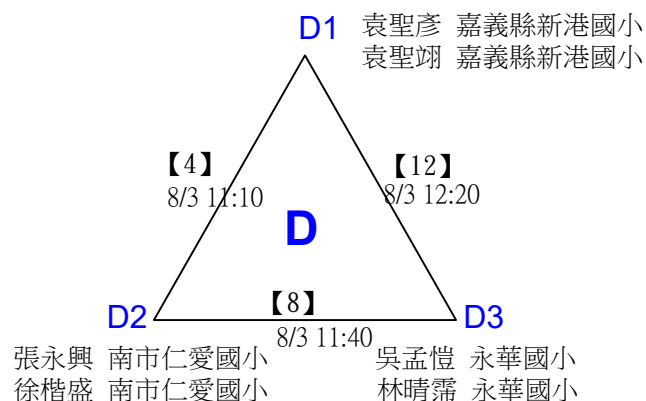 D1 袁聖彥 嘉義縣新港國小
袁聖翊 嘉義縣新港國小
【4】
8/3 11:10
【12】
8/3 12:20
D
【8】
8/3 11:40
D2
D3
張永興 南市仁愛國小
徐楷盛 南市仁愛國小
吳孟愷 永華國小
林晴霈 永華國小